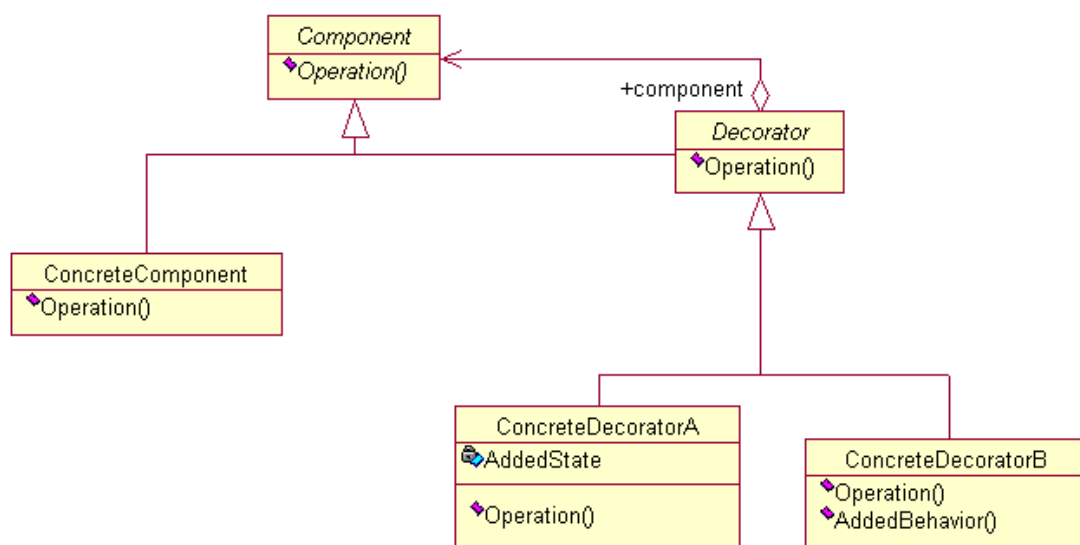 Component
Operation()
+component
Decorator
Operation()
ConcreteComponent
Operation()
ConcreteDecoratorA
AddedState
Operation()
ConcreteDecoratorB
Operation()
AddedBehavior()